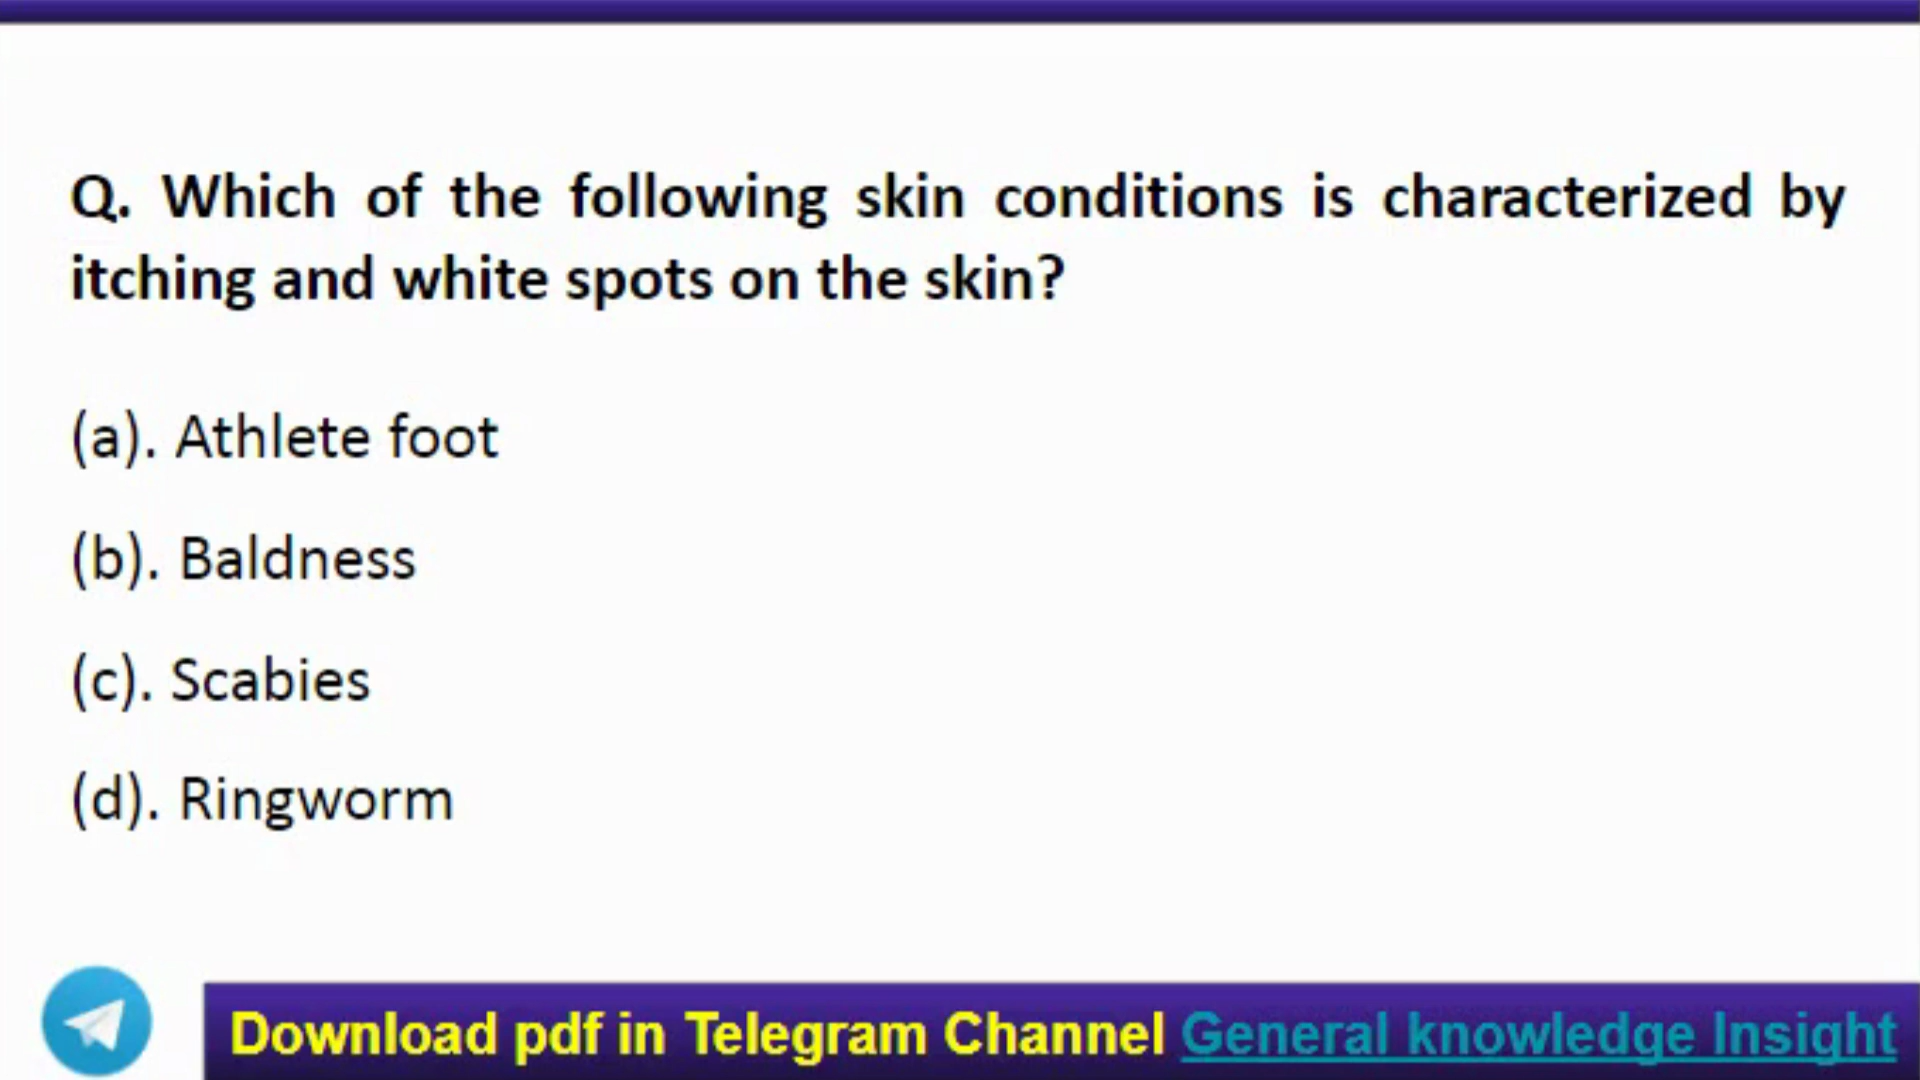 Q. Which of the following skin conditions is characterized by
itching and white spots on the skin?
(a). Athlete foot
(b). Baldness
(c). Scabies
(d). Ringworm
Download pdf in Telegram Channel General knowledge Insight